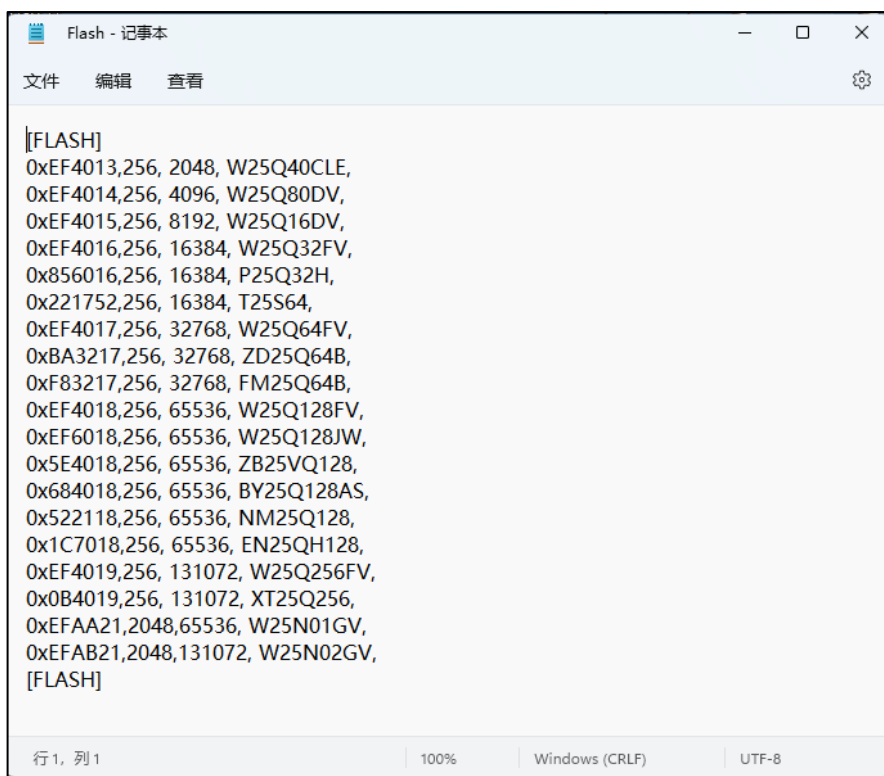 Flash - 记事本
文件 编辑 查看
[FLASH]
0xEF4013,256, 2048, W25Q40CLE,
0xEF4014,256, 4096, W25Q80DV,
0xEF4015,256, 8192, W25Q16DV,
0xEF4016,256, 16384, W25Q32FV,
0x856016,256, 16384, P25Q32H,
0x221752,256, 16384, T25S64,
0xEF4017,256, 32768, W25Q64FV,
0xBA3217,256, 32768, ZD25Q64B,
0xF83217,256, 32768, FM25Q64B,
0xEF4018,256, 65536, W25Q128FV,
0xEF6018,256, 65536, W25Q128JW,
0x5E4018,256, 65536, ZB25VQ128,
0x684018,256, 65536, BY25Q128AS,
0x522118,256, 65536, NM25Q128,
0x1C7018,256, 65536, EN25QH128,
0xEF4019,256, 131072, W25Q256FV,
0x0B4019,256, 131072, XT25Q256,
0xEFAA21,2048,65536, W25N01GV,
0xEFAB21,2048,131072, W25N02GV,
[FLASH]
行 1, 列 1 100% Windows (CRLF) UTF-8